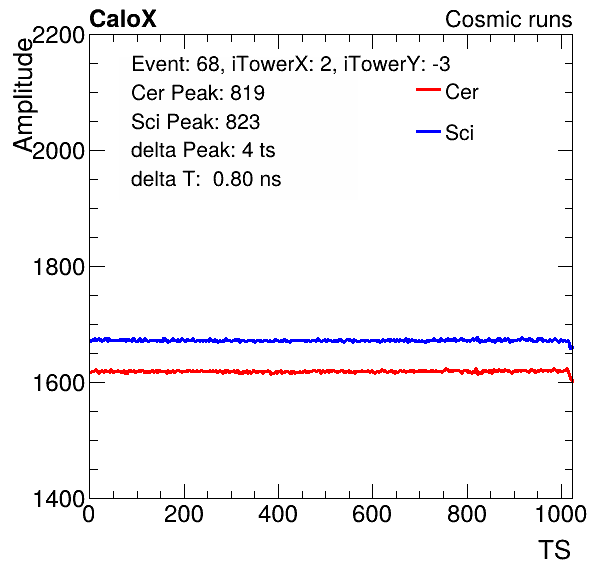 CaloX Cosmic runs
Amplitude
Event: 68, iTowerX: 2, iTowerY: -3
Cer Peak: 819
Sci Peak: 823
delta Peak: 4 ts
delta T:  0.80 ns
Cer
Sci
2200
2000
1800
1600
1400
0 200 400 600 800 1000
TS